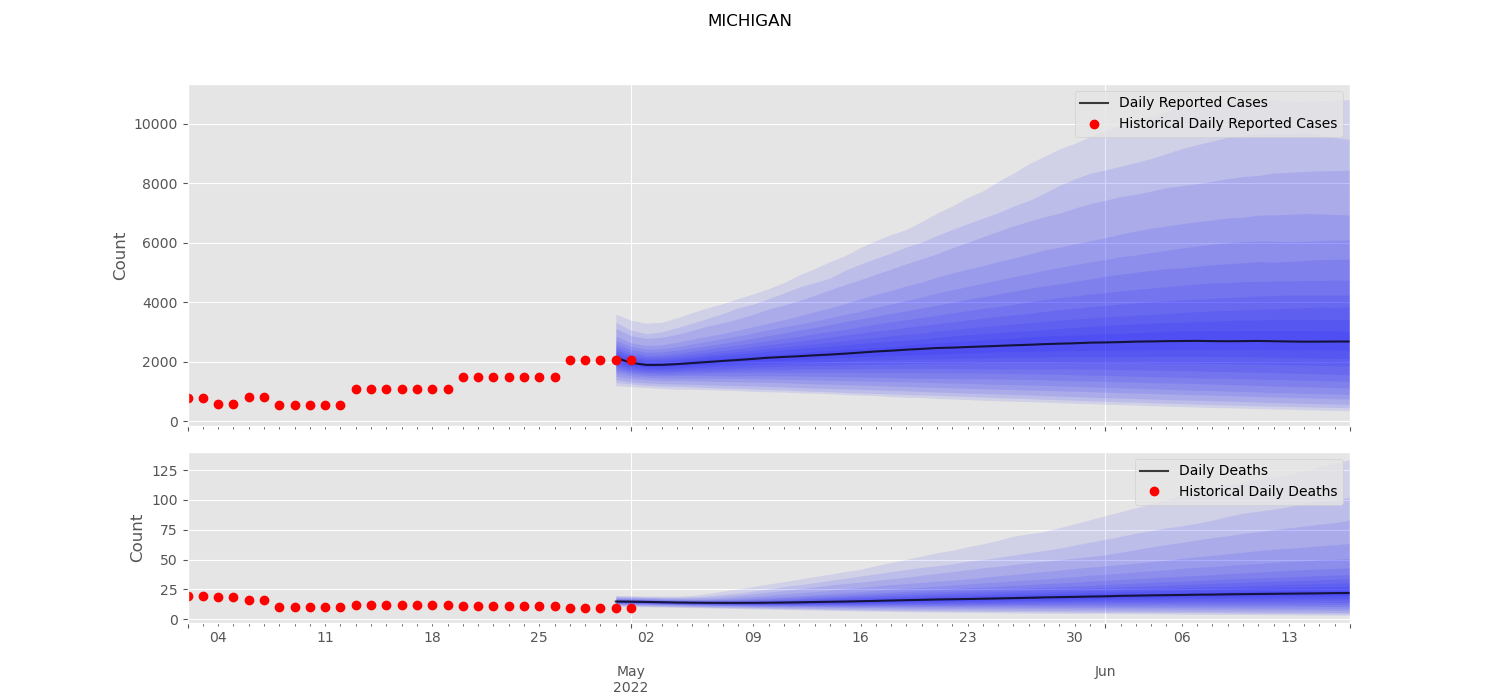 MICHIGAN
Daily Reported Cases
Historical Daily Reported Cases
10000
8000
6000
4000
2000
0
Count
Daily Deaths
Historical Daily Deaths
125
100
75
50
25
0
Count
04 11 18 25 02 09 16 23 30 06 13
May Jun
2022